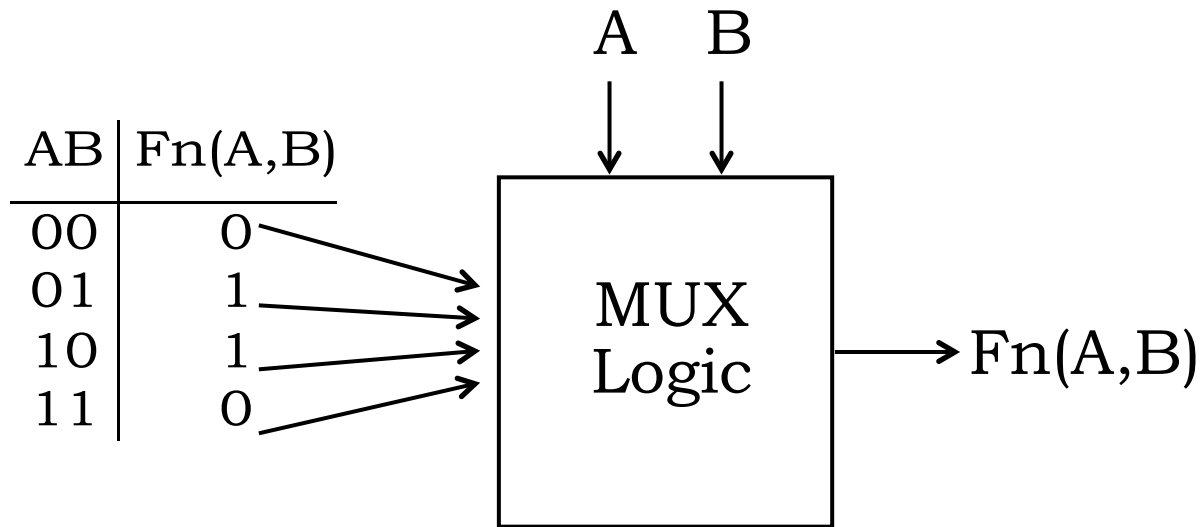 A B
AB Fn(A,B)
00 0
01 1
10 1
11 0
MUX
Logic
Fn(A,B)